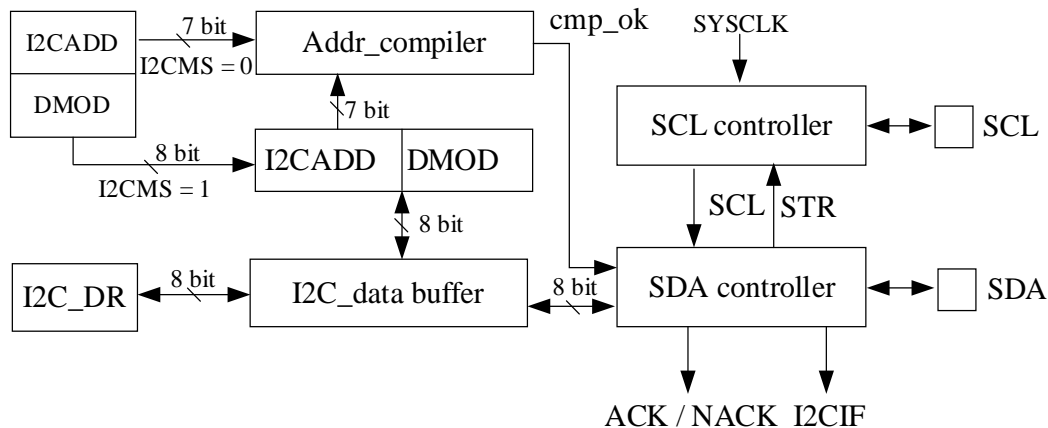 I2CADD
7 bit
I2CMS = 0
Addr_compiler
cmp_ok
SYSCLK
DMOD
7 bit
SCL controller
SCL
8 bit
I2CMS = 1
I2CADD
DMOD
SCL
STR
8 bit
I2C_DR
8 bit
I2C_data buffer
8 bit
SDA controller
SDA
ACK / NACK
I2CIF